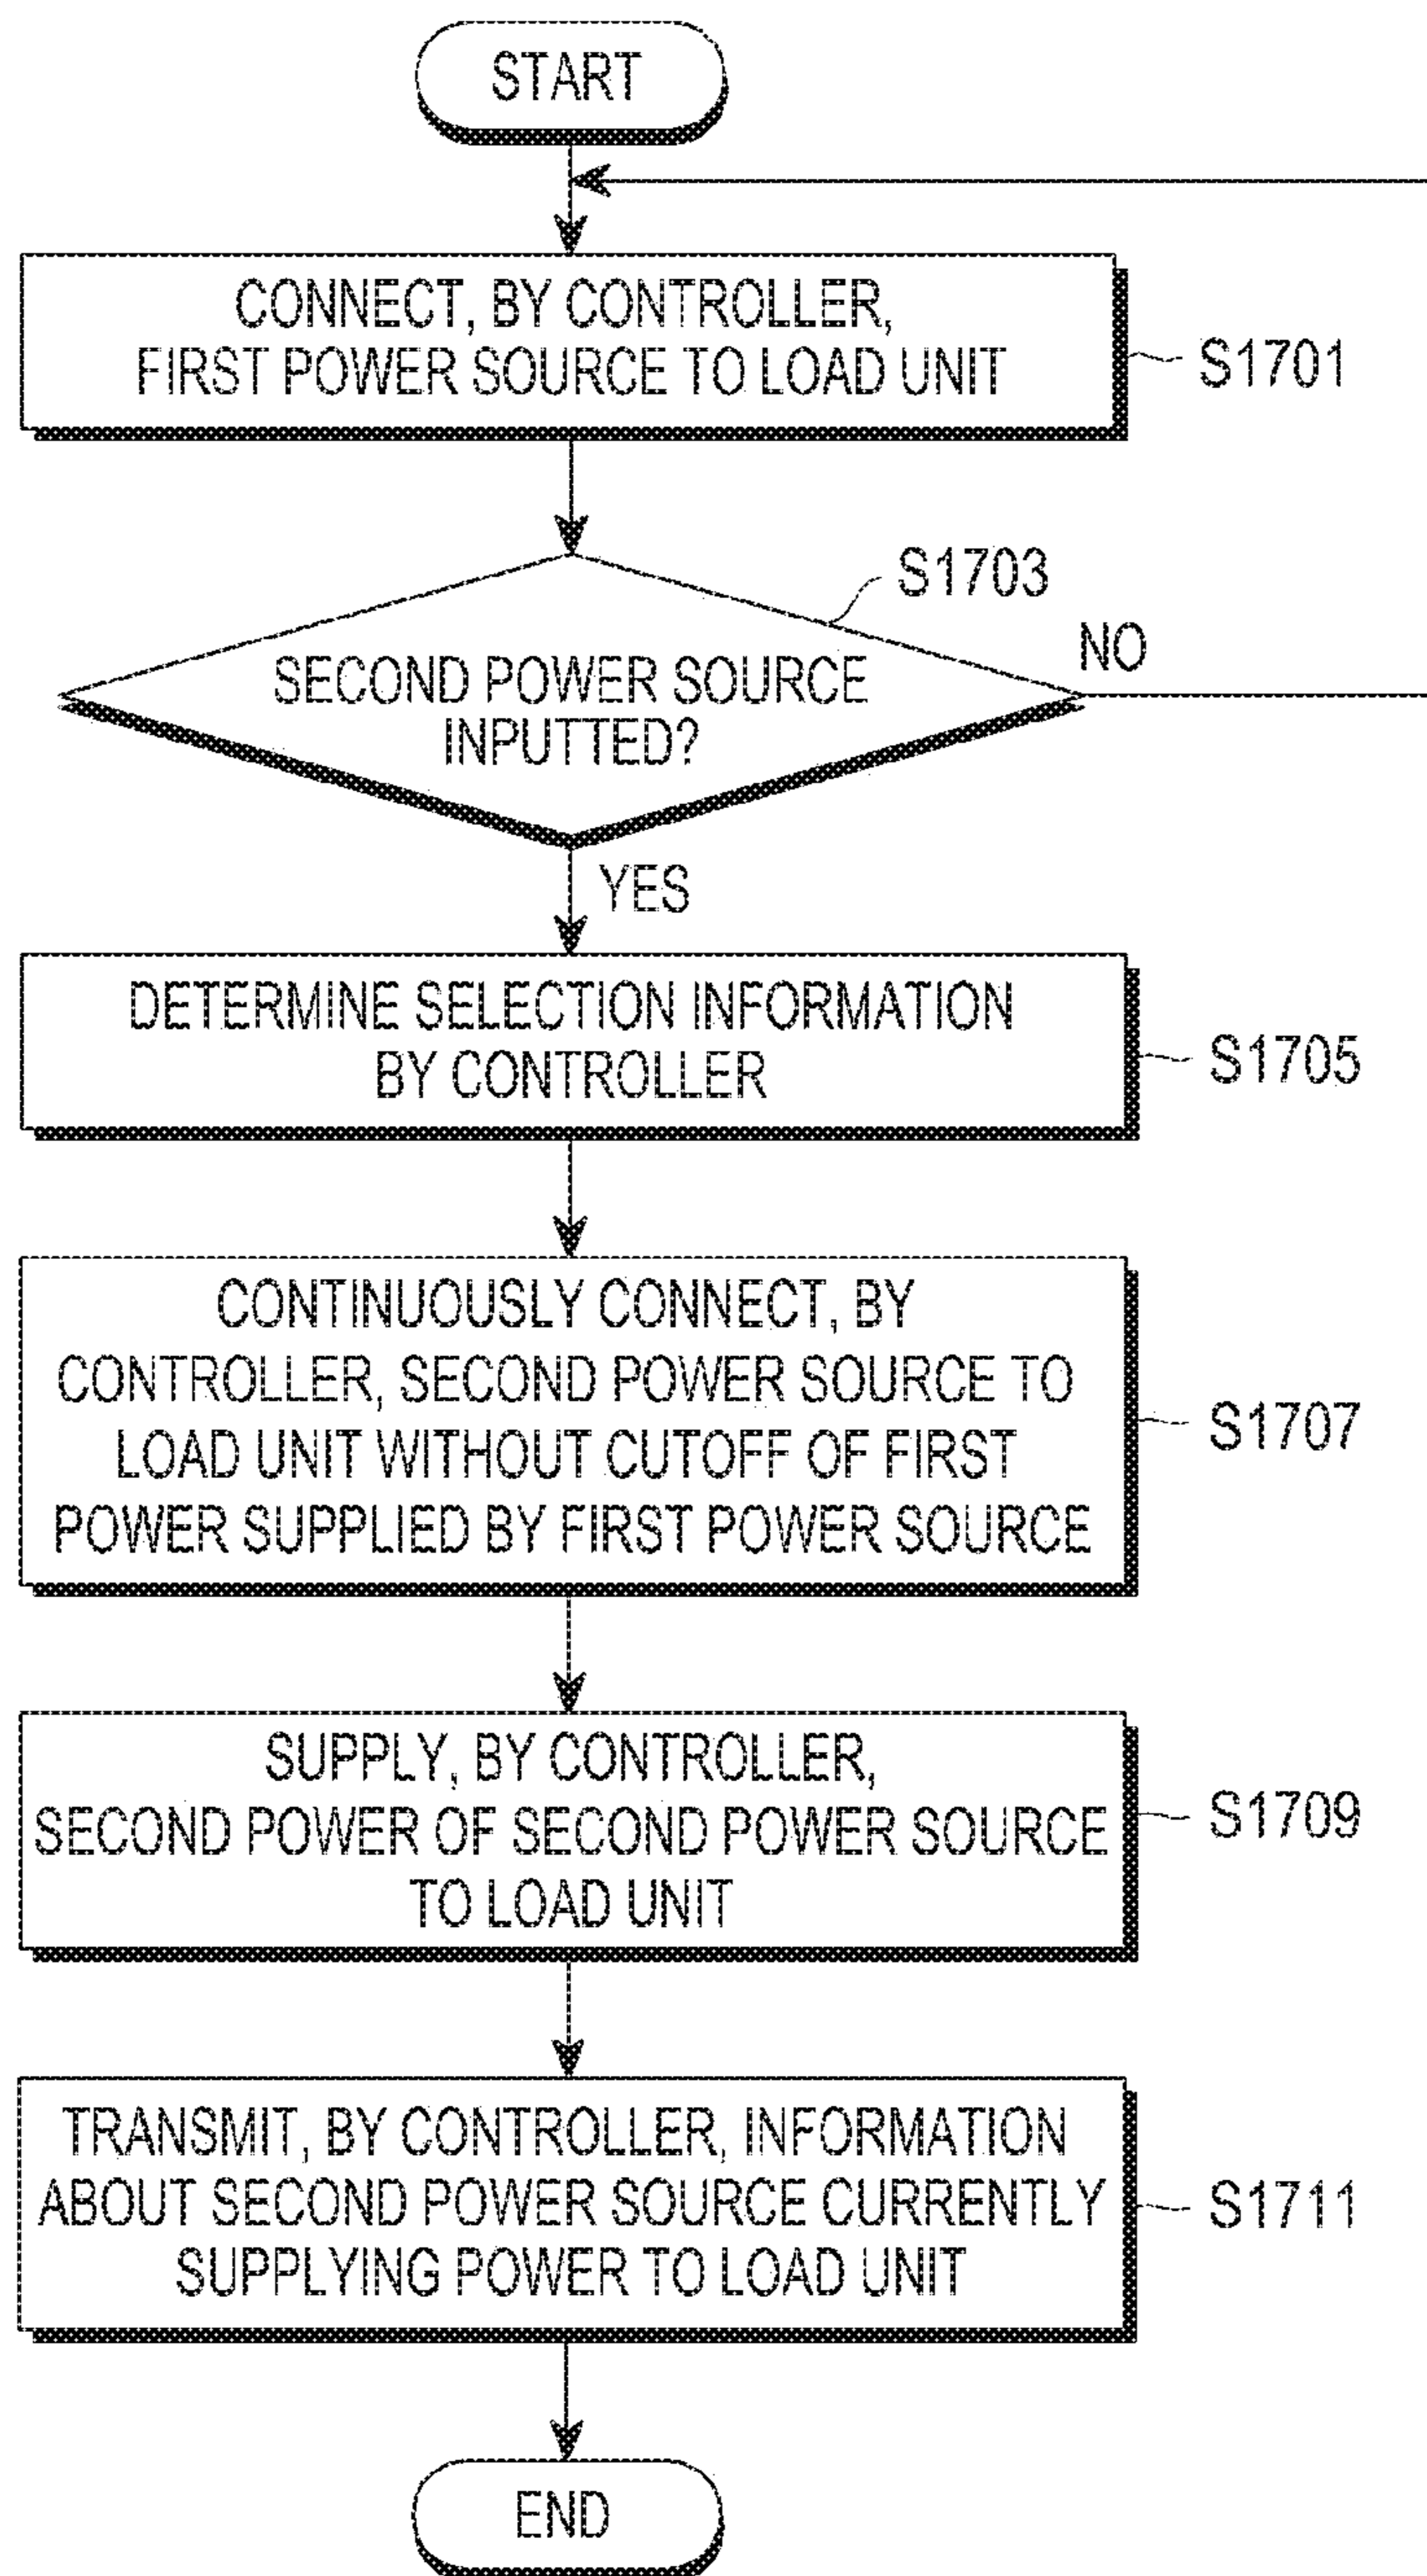 START
CONNECT, BY CONTROLLER,
FIRST POWER SOURCE TO LOAD UNIT
S1701
S1703
SECOND POWER SOURCE
INPUTTED?
NO
YES
DETERMINE SELECTION INFORMATION
BY CONTROLLER
S1705
CONTINUOUSLY CONNECT, BY
CONTROLLER, SECOND POWER SOURCE TO
LOAD UNIT WITHOUT CUTOFF OF FIRST
POWER SUPPLIED BY FIRST POWER SOURCE
S1707
SUPPLY, BY CONTROLLER,
SECOND POWER OF SECOND POWER SOURCE
TO LOAD UNIT
S1709
TRANSMIT, BY CONTROLLER, INFORMATION
ABOUT SECOND POWER SOURCE CURRENTLY
SUPPLYING POWER TO LOAD UNIT
S1711
END